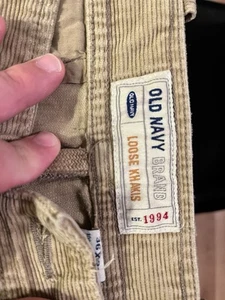 OLD NAVY
OLD NAVY BRAND
LOOSE KHAKIS
EST. 1994